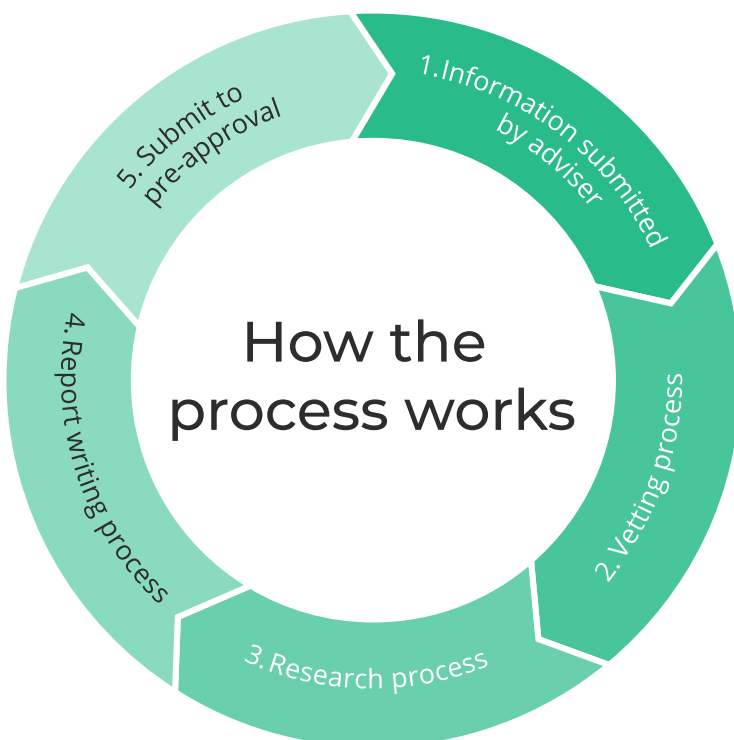 How the
process works
1.Information submitted
by adviser
2. Vetting process
3. Research process
4. Report writing process
5. Submit to
pre-approval